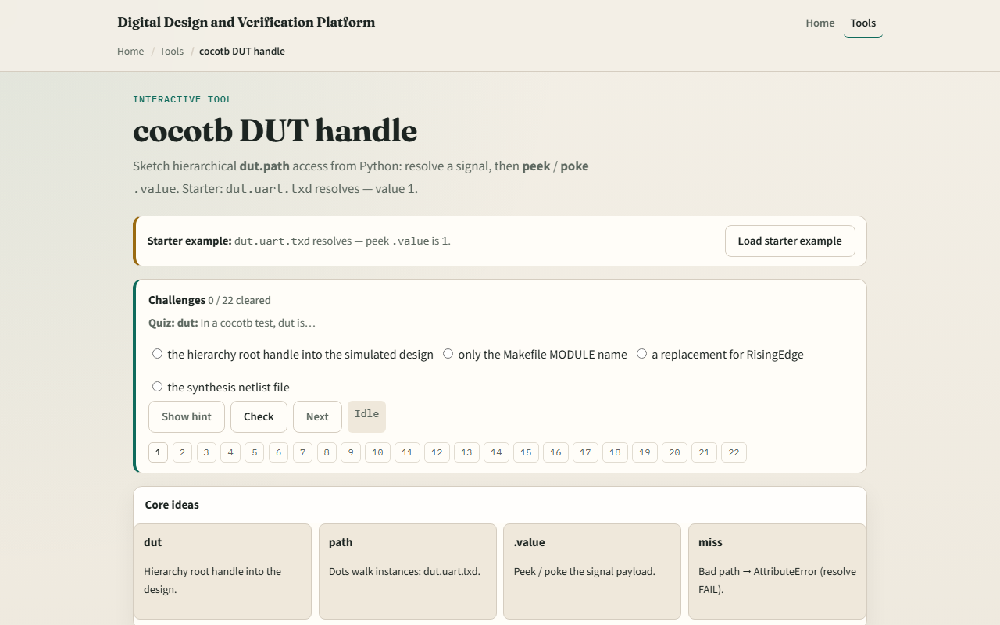 Digital Design and Verification Platform
Home Tools
Home / Tools / cocotb DUT handle
INTERACTIVE TOOL
cocotb DUT handle
Sketch hierarchical dut.path access from Python: resolve a signal, then peek / poke
.value. Starter: dut.uart.txd resolves — value 1.
Starter example: dut.uart.txd resolves — peek .value is 1.
Load starter example
Challenges 0 / 22 cleared
Quiz: dut: In a cocotb test, dut is…
the hierarchy root handle into the simulated design only the Makefile MODULE name a replacement for RisingEdge
the synthesis netlist file
Show hint Check Next Idle
1 2 3 4 5 6 7 8 9 10 11 12 13 14 15 16 17 18 19 20 21 22
Core ideas
dut
Hierarchy root handle into the
design.
path
Dots walk instances: dut.uart.txd.
.value
Peek / poke the signal payload.
miss
Bad path → AttributeError (resolve
FAIL).